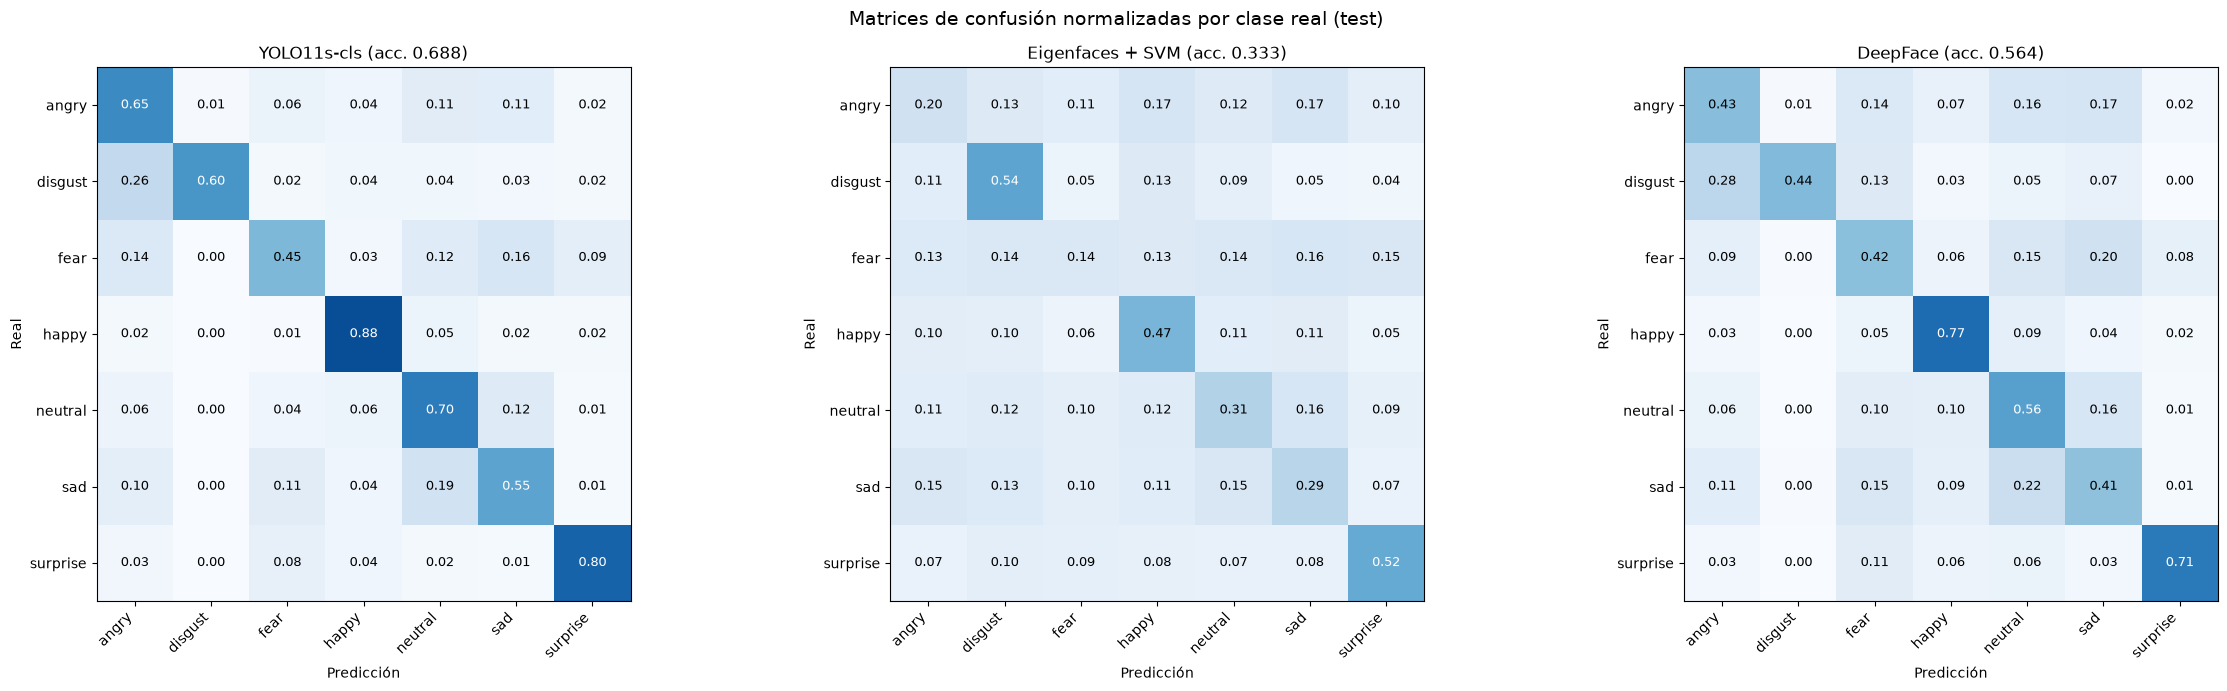 Matrices de confusión normalizadas por clase real (test)
YOLO11s-cls (acc. 0.688)
Real
angry 0.65 0.01 0.06 0.04 0.11 0.11 0.02
disgust 0.26 0.60 0.02 0.04 0.04 0.03 0.02
fear 0.14 0.00 0.45 0.03 0.12 0.16 0.09
happy 0.02 0.00 0.01 0.88 0.05 0.02 0.02
neutral 0.06 0.00 0.04 0.06 0.70 0.12 0.01
sad 0.10 0.00 0.11 0.04 0.19 0.55 0.01
surprise 0.03 0.00 0.08 0.04 0.02 0.01 0.80
angry disgust fear happy neutral sad surprise
Predicción
Eigenfaces + SVM (acc. 0.333)
Real
angry 0.20 0.13 0.11 0.17 0.12 0.17 0.10
disgust 0.11 0.54 0.05 0.13 0.09 0.05 0.04
fear 0.13 0.14 0.14 0.13 0.14 0.16 0.15
happy 0.10 0.10 0.06 0.47 0.11 0.11 0.05
neutral 0.11 0.12 0.10 0.12 0.31 0.16 0.09
sad 0.15 0.13 0.10 0.11 0.15 0.29 0.07
surprise 0.07 0.10 0.09 0.08 0.07 0.08 0.52
angry disgust fear happy neutral sad surprise
Predicción
DeepFace (acc. 0.564)
Real
angry 0.43 0.01 0.14 0.07 0.16 0.17 0.02
disgust 0.28 0.44 0.13 0.03 0.05 0.07 0.00
fear 0.09 0.00 0.42 0.06 0.15 0.20 0.08
happy 0.03 0.00 0.05 0.77 0.09 0.04 0.02
neutral 0.06 0.00 0.10 0.10 0.56 0.16 0.01
sad 0.11 0.00 0.15 0.09 0.22 0.41 0.01
surprise 0.03 0.00 0.11 0.06 0.06 0.03 0.71
angry disgust fear happy neutral sad surprise
Predicción